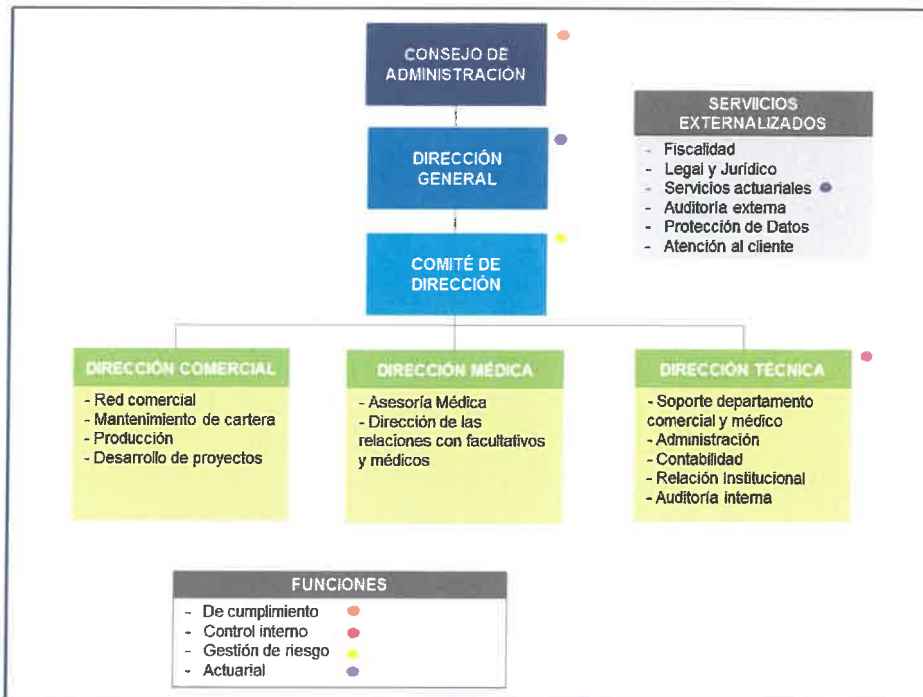 CONSEJO DE
ADMINISTRACIÓN
DIRECCIÓN
GENERAL
COMITÉ DE
DIRECCIÓN
SERVIICIOS
EXTERNALIZADOS
- Fiscalidad
- Legal y Jurídico
- Servicios actuariales
- Auditoría externa
- Protección de Datos
- Atención al cliente
DIRECCIÓN COMERCIAL
- Red comercial
- Mantenimiento de cartera
- Producción
- Desarrollo de proyectos
DIRECCIÓN MÉDICA
- Asesoría Médica
- Dirección de las
relaciones con facultativos
y médicos
DIRECCIÓN TÉCNICA
- Soporte departamento
comercial y médico
- Administración
- Contabilidad
- Relación Institucional
- Auditoría interna
FUNCIONES
- De cumplimiento
- Control interno
- Gestión de riesgo
- Actuarial